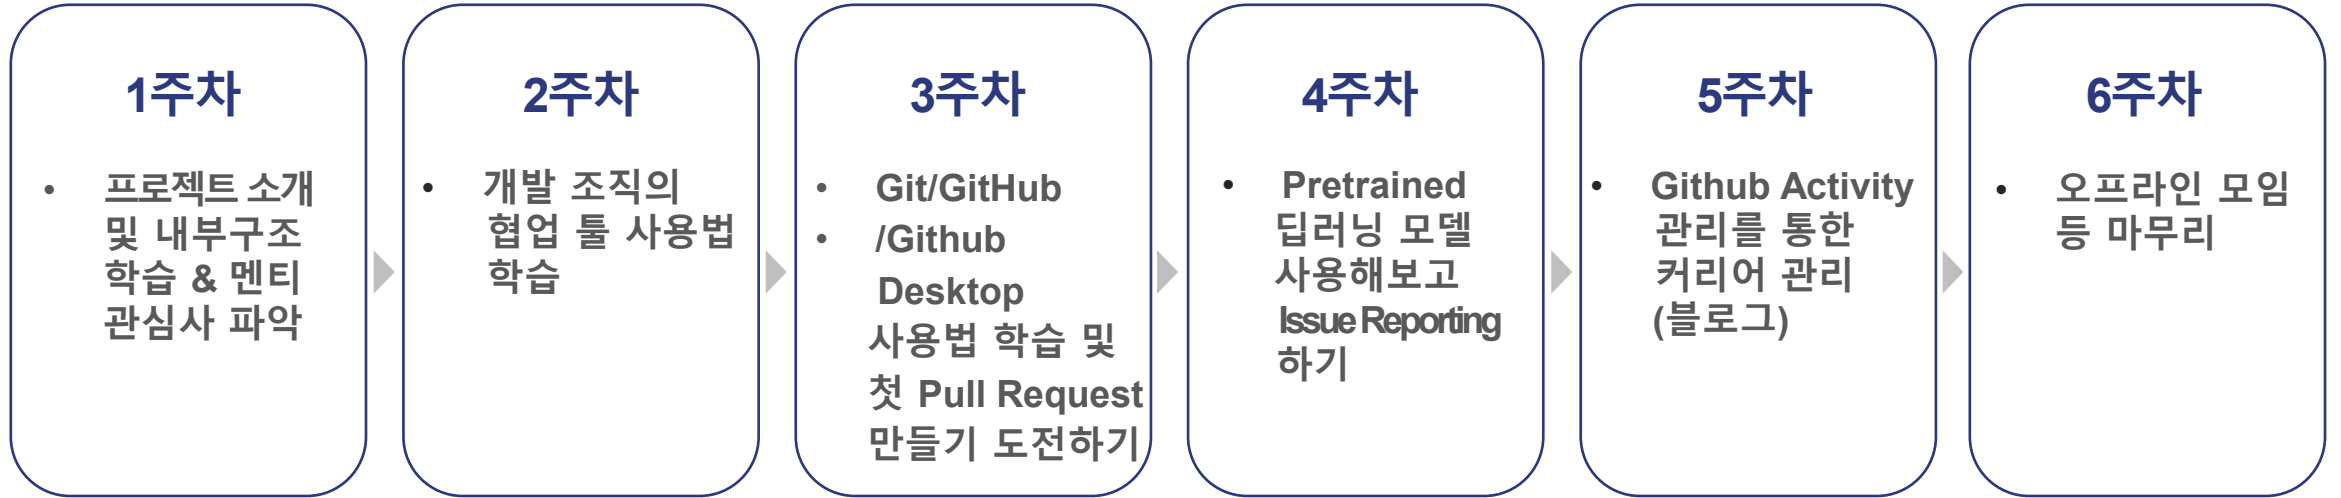 1주차
• 프로젝트 소개
및 내부구조
학습 & 멘티
관심사 파악
2주차
• 개발 조직의
협업 툴 사용법
학습
3주차
• Git/GitHub
• /Github
Desktop
사용법 학습 및
첫 Pull Request
만들기 도전하기
4주차
• Pretrained
딥러닝 모델
사용해보고
Issue Reporting
하기
5주차
• Github Activity
관리를 통한
커리어 관리
(블로그)
6주차
• 오프라인 모임
등 마무리